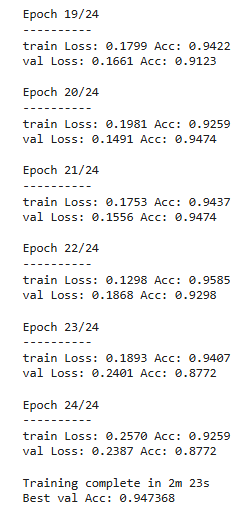 Epoch 19/24
----------
train Loss: 0.1799 Acc: 0.9422
val Loss: 0.1661 Acc: 0.9123
Epoch 20/24
----------
train Loss: 0.1981 Acc: 0.9259
val Loss: 0.1491 Acc: 0.9474
Epoch 21/24
----------
train Loss: 0.1753 Acc: 0.9437
val Loss: 0.1556 Acc: 0.9474
Epoch 22/24
----------
train Loss: 0.1298 Acc: 0.9585
val Loss: 0.1868 Acc: 0.9298
Epoch 23/24
----------
train Loss: 0.1893 Acc: 0.9407
val Loss: 0.2401 Acc: 0.8772
Epoch 24/24
----------
train Loss: 0.2570 Acc: 0.9259
val Loss: 0.2387 Acc: 0.8772
Training complete in 2m 23s
Best val Acc: 0.947368